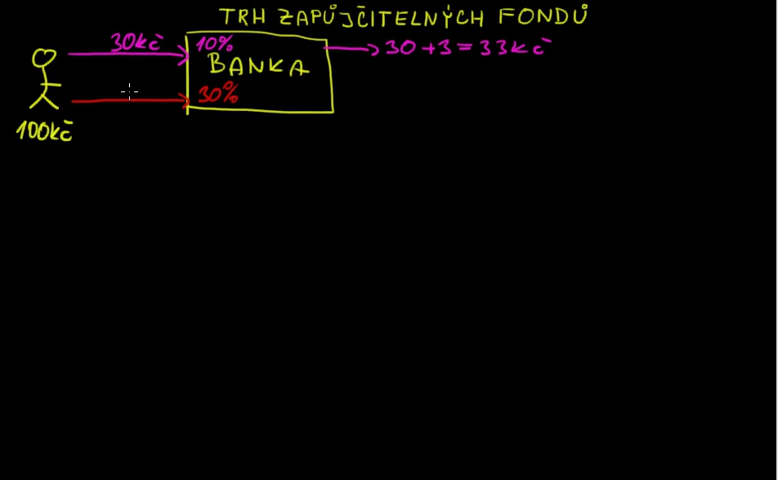 TRH ZAPŮJČITELNÝCH FONDŮ
30kč 10% → 30 + 3 = 33kč
BANKA
30%
100kč